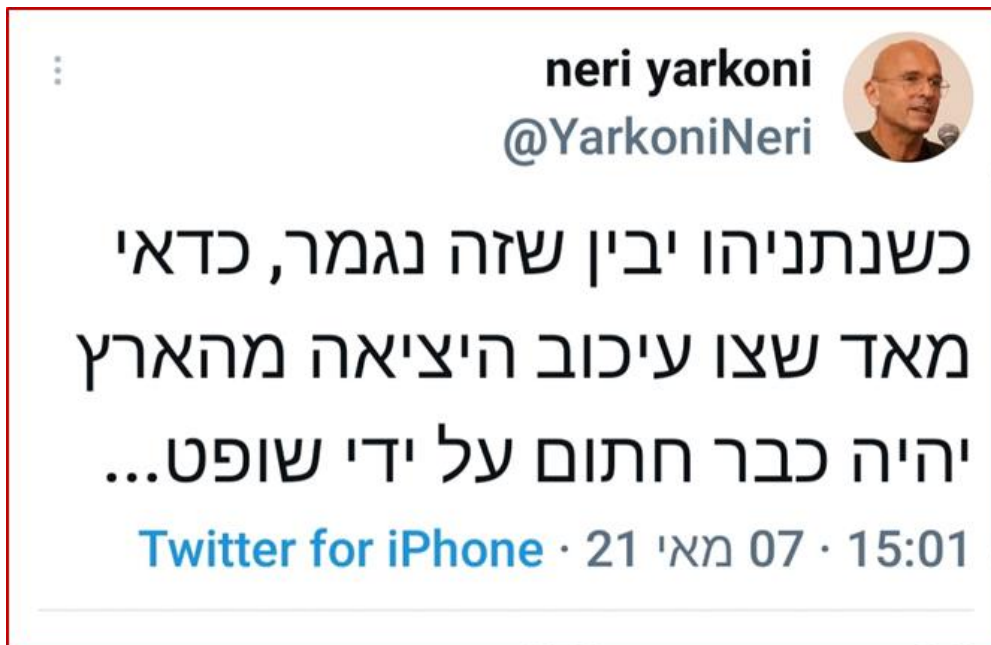 neri yarkoni
@YarkoniNeri
כשנתניהו יבין שזה נגמר, כדאי
מאד שצו עיכוב היציאה מהארץ
יהיה כבר חתום על ידי שופט...
15:01 · 07 מאי 21 · Twitter for iPhone